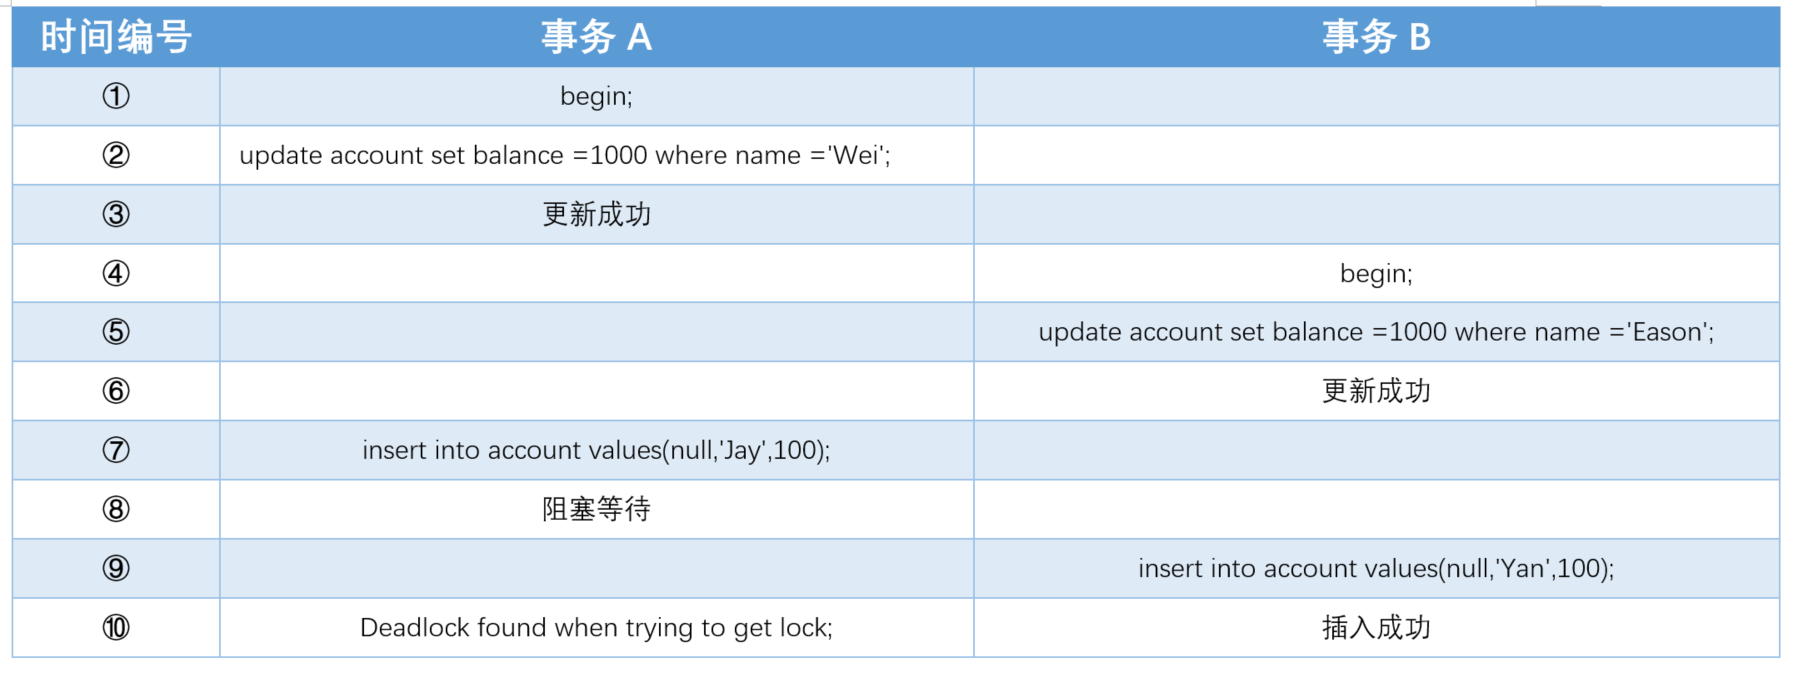 时间编号 事务 A 事务 B
① begin;
② update account set balance =1000 where name ='Wei';
③ 更新成功
④ begin;
⑤ update account set balance =1000 where name ='Eason';
⑥ 更新成功
⑦ insert into account values(null,'Jay',100);
⑧ 阻塞等待
⑨ insert into account values(null,'Yan',100);
⑩ Deadlock found when trying to get lock; 插入成功